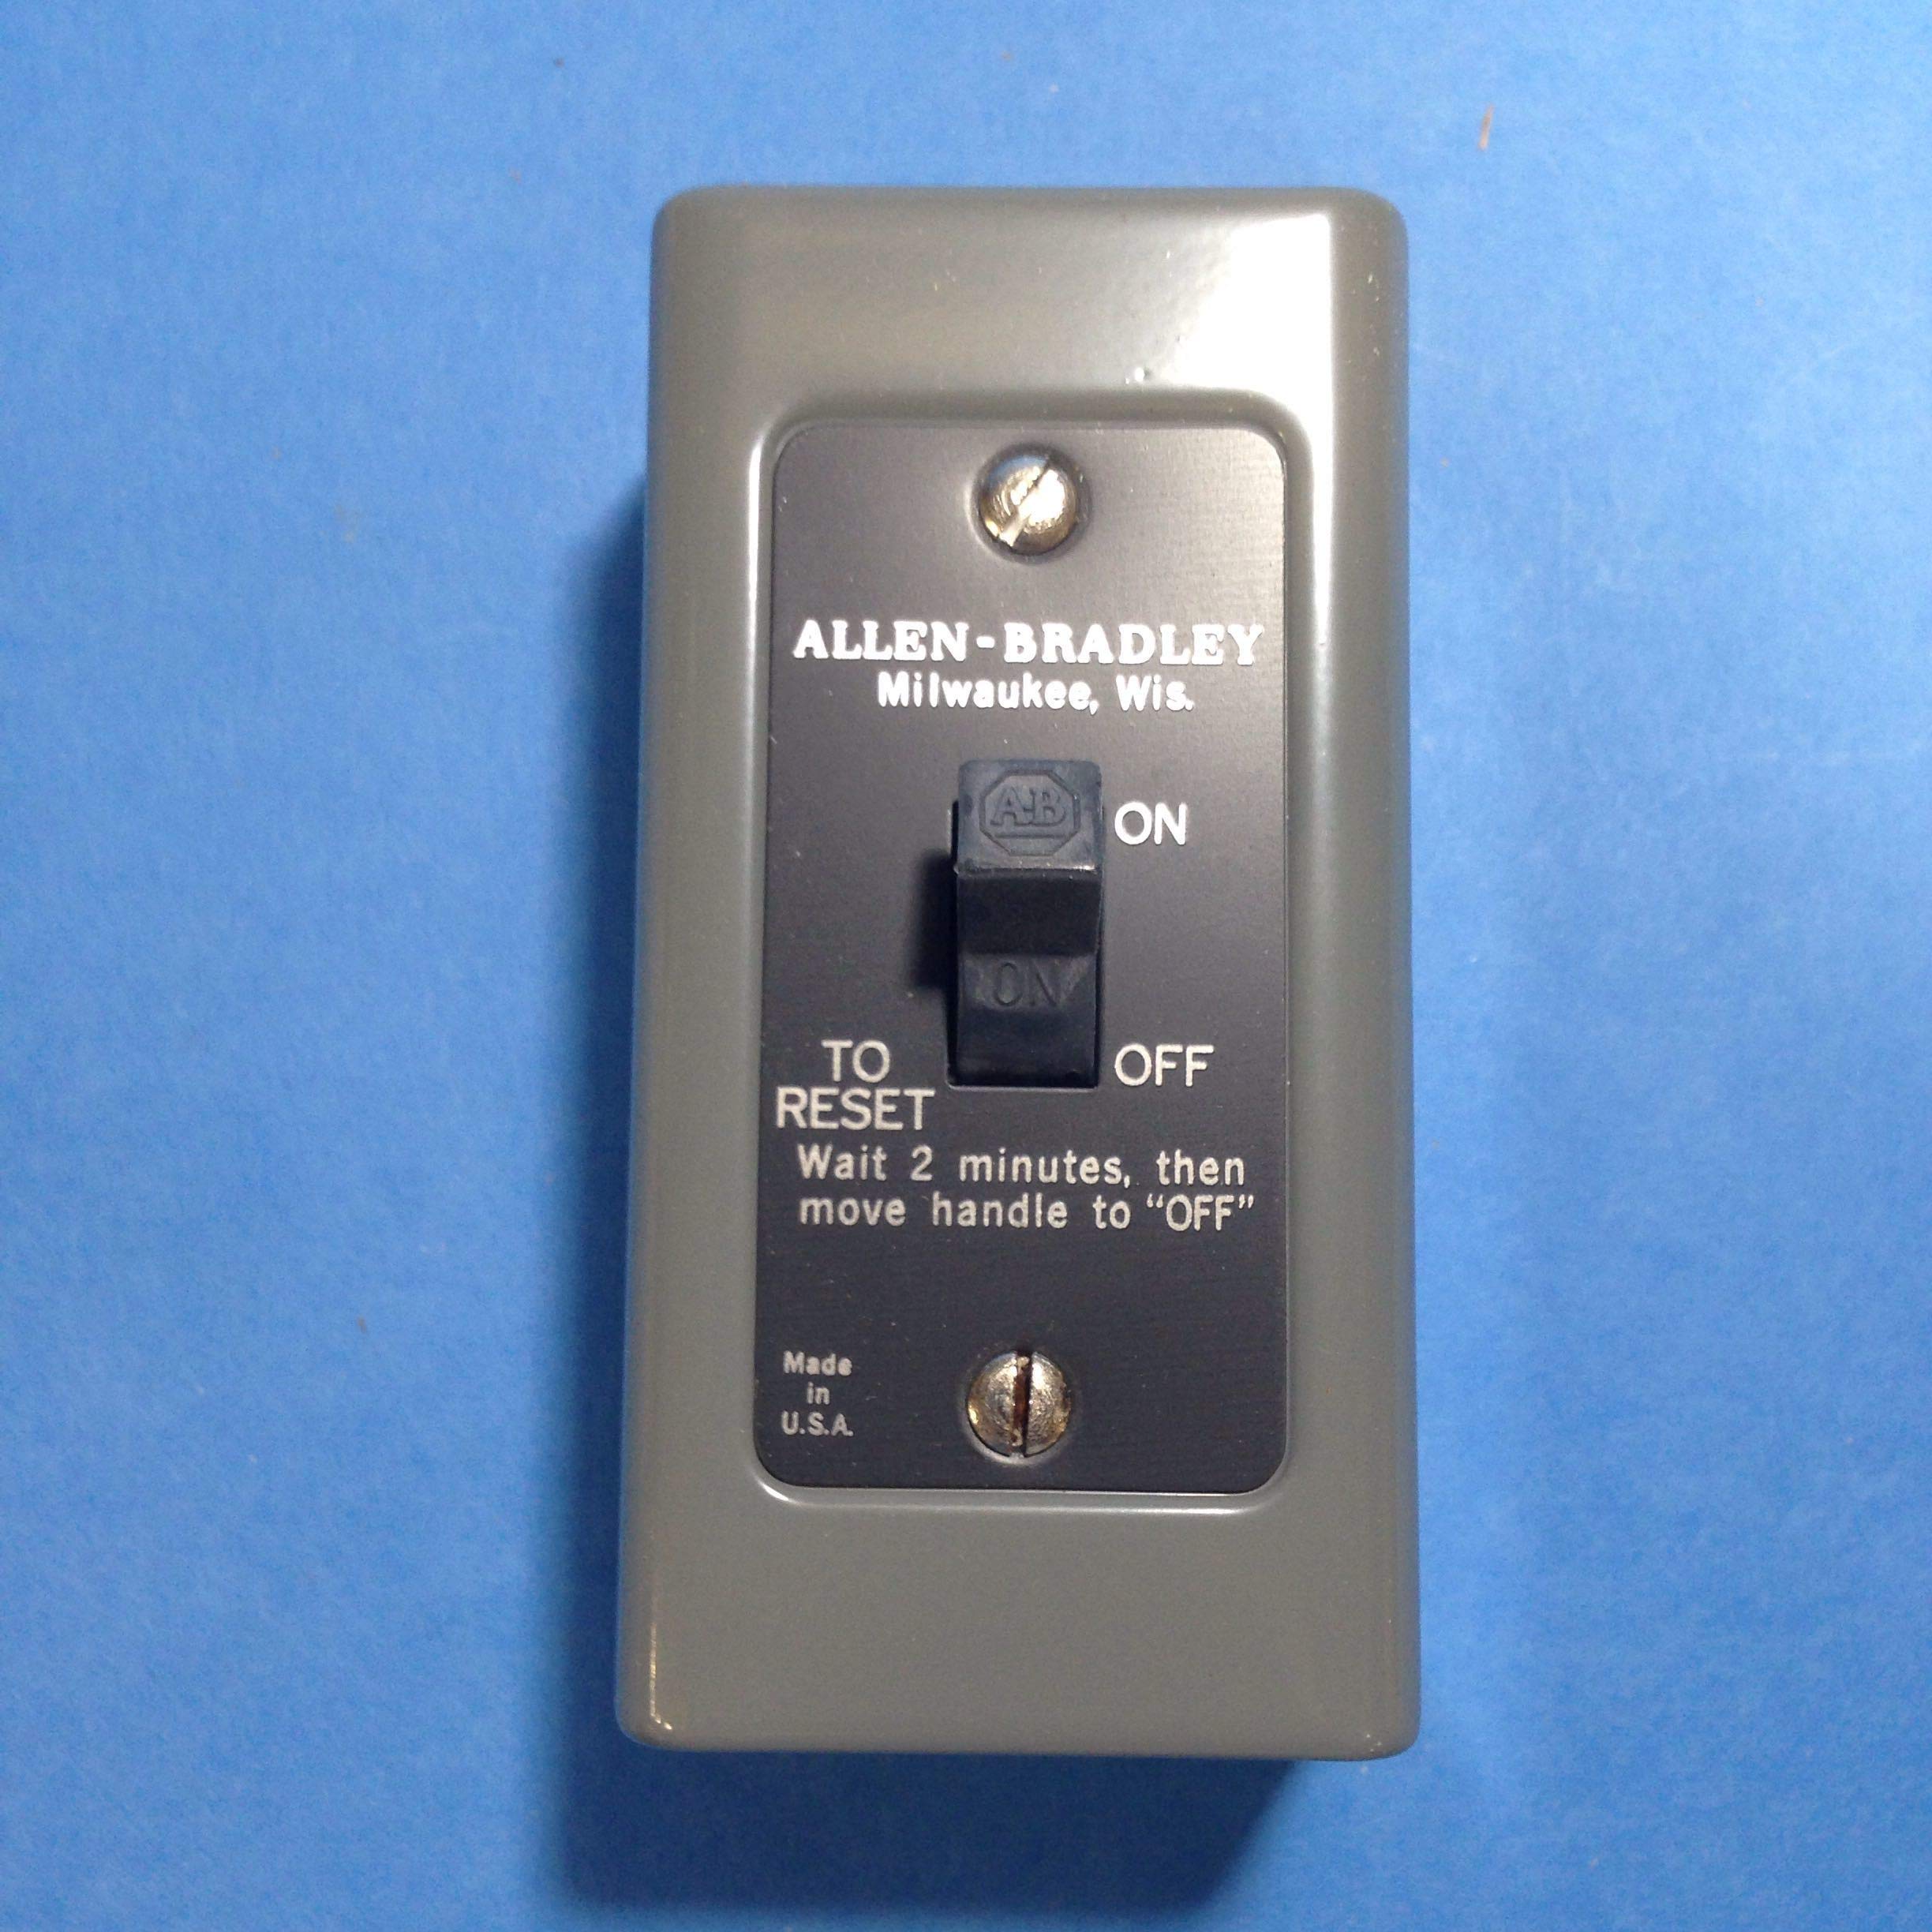 ALLEN-BRADLEY
Milwaukee, Wis.
A-B
ON
ON
TO
RESET
OFF
Wait 2 minutes, then
move handle to “OFF”
Made
in
U.S.A.